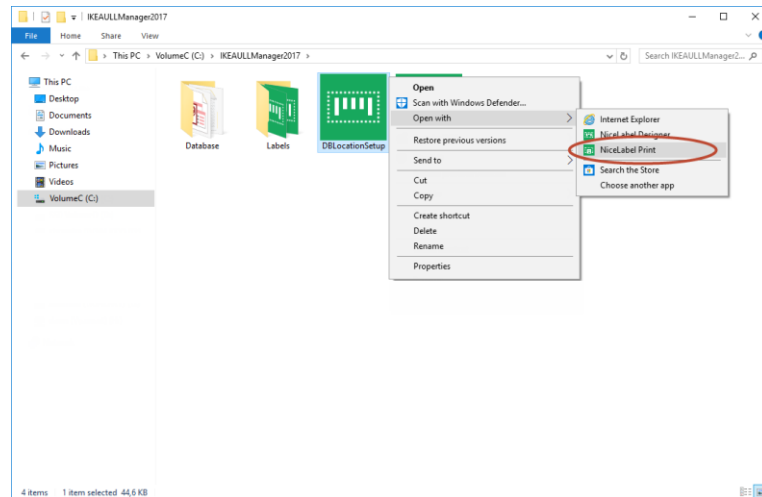 IKEAULLManager2017
File Home Share View
This PC > VolumeC (C:) > IKEAULLManager2017 >
Search IKEAULLManager2...
This PC
Desktop
Documents
Downloads
Music
Pictures
Videos
VolumeC (C:)
Database
Labels
DBLocationSetup
Open
Scan with Windows Defender...
Open with
Restore previous versions
Send to
Cut
Copy
Create shortcut
Delete
Rename
Properties
Internet Explorer
NiceLabel Designer
NiceLabel Print
Search the Store
Choose another app
4 items 1 item selected 44,6 KB